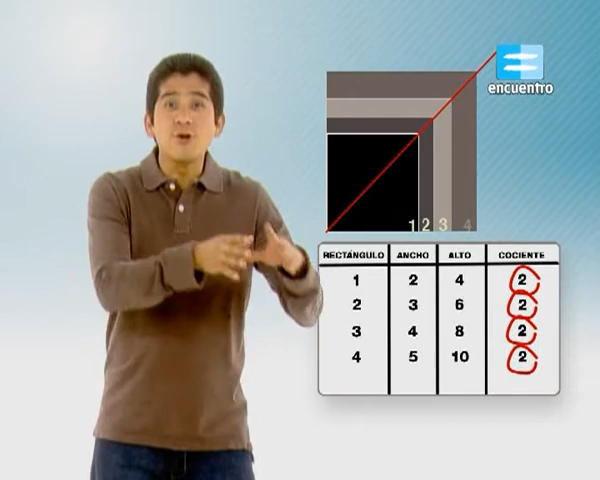 encuentro
1 2 3 4
RECTÁNGULO ANCHO ALTO COCIENTE
1 2 4 2
2 3 6 2
3 4 8 2
4 5 10 2